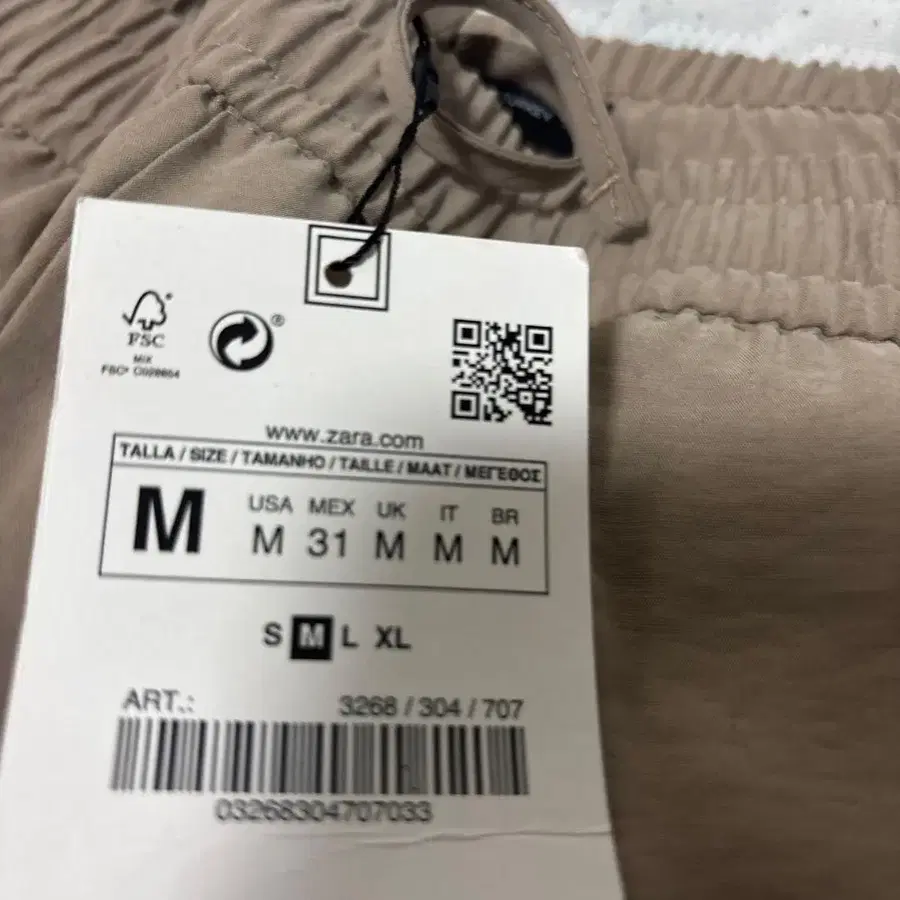 FSC
MIX
FSC® C028604
®
www.zara.com
TALLA / SIZE / TAMANHO / TAILLE / MAAT / ΜΕΓΕΘΟΣ
M
USA MEX UK IT BR
M 31 M M M
S M L XL
ART.: 3268 / 304 / 707
03268304707033